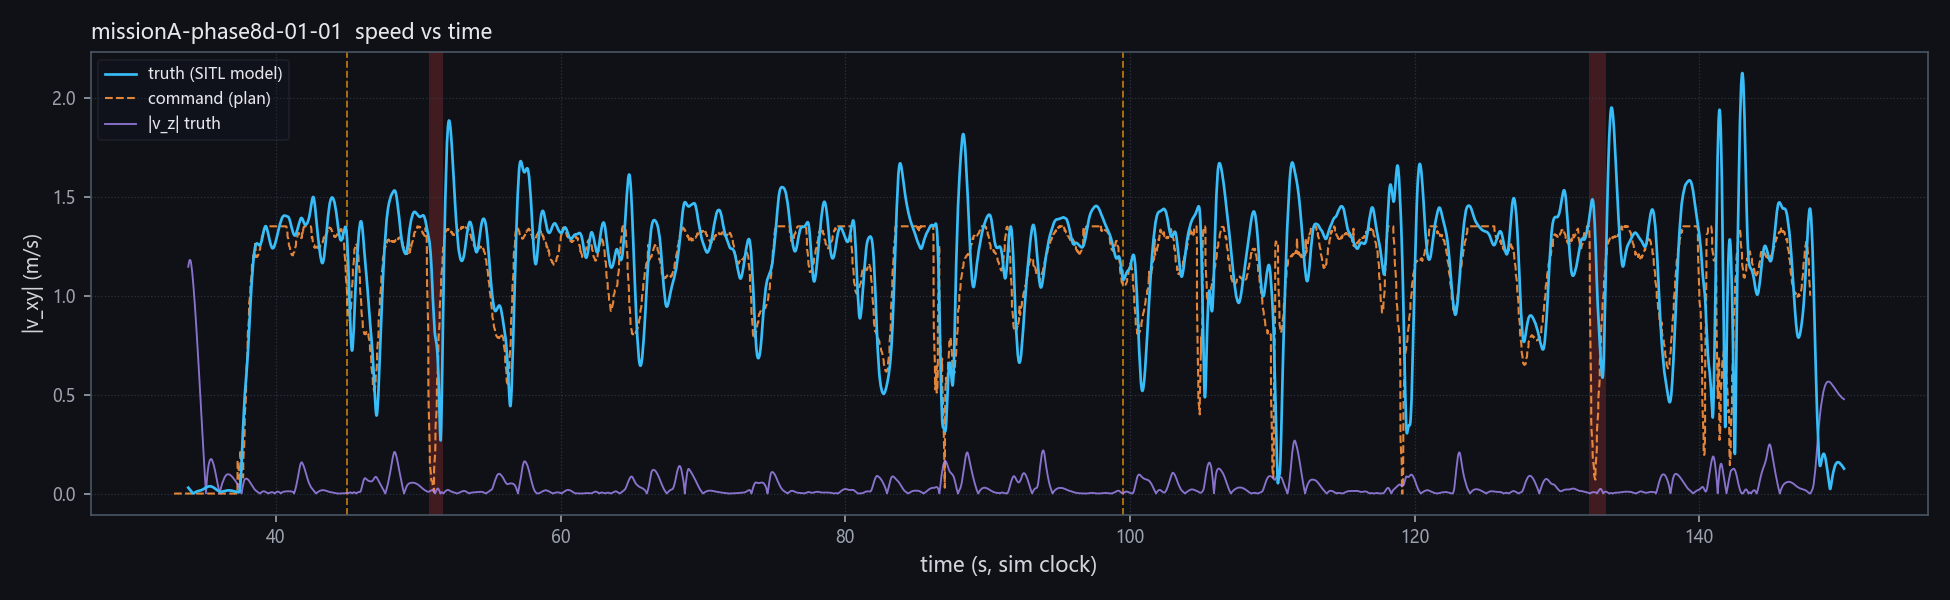 missionA-phase8d-01-01  speed vs time
truth (SITL model)
command (plan)
|v_z| truth
|v_xy| (m/s)
2.0
1.5
1.0
0.5
0.0
40
60
80
100
120
140
time (s, sim clock)